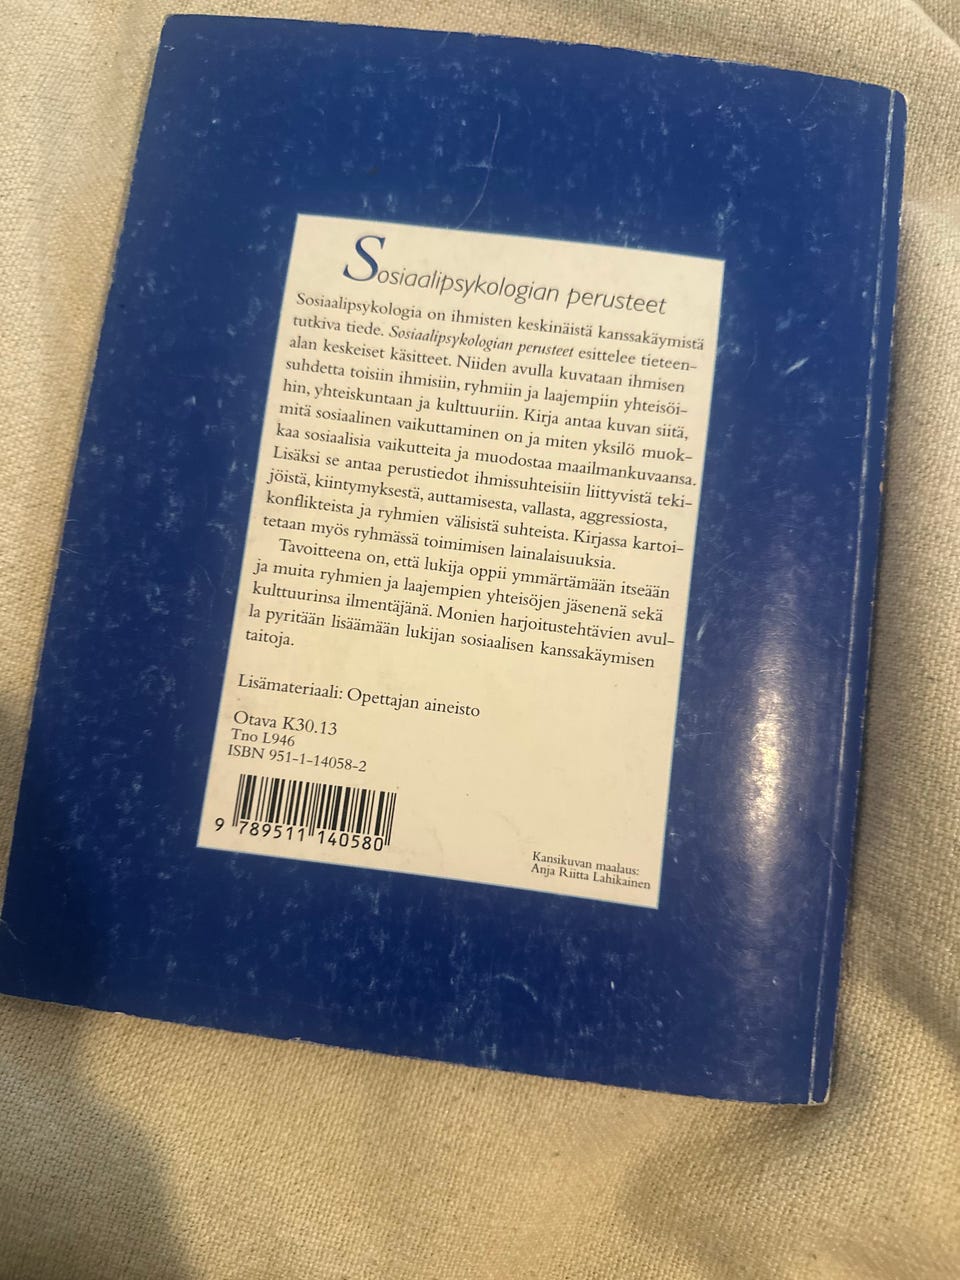 Sosiaalipsykologian perusteet
Sosiaalipsykologia on ihmisten keskinäistä kanssakäymistä
tutkiva tiede. Sosiaalipsykologian perusteet esittelee tieteen-
alan keskeiset käsitteet. Niiden avulla kuvataan ihmisen
suhdetta toisiin ihmisiin, ryhmiin ja laajempiin yhteisöi-
hin, yhteiskuntaan ja kulttuuriin. Kirja antaa kuvan siitä,
mitä sosiaalinen vaikuttaminen on ja miten yksilö muok-
kaa sosiaalisia vaikutteita ja muodostaa maailmankuvaansa.
Lisäksi se antaa perustiedot ihmissuhteisiin liittyvistä teki-
jöistä, kiintymyksestä, auttamisesta, vallasta, aggressiosta,
konflikteista ja ryhmien välisistä suhteista. Kirjassa kartoi-
tetaan myös ryhmässä toimimisen lainalaisuuksia.
Tavoitteena on, että lukija oppii ymmärtämään itseään
ja muita ryhmien ja laajempien yhteisöjen jäsenenä sekä
kulttuurinsa ilmentäjänä. Monien harjoitustehtävien avul-
la pyritään lisäämään lukijan sosiaalisen kanssakäymisen
taitoja.
Lisämateriaali: Opettajan aineisto
Otava K30.13
Tno L946
ISBN 951-1-14058-2
9 789511 140580
Kansikuvan maalaus:
Anja Riitta Lahikainen